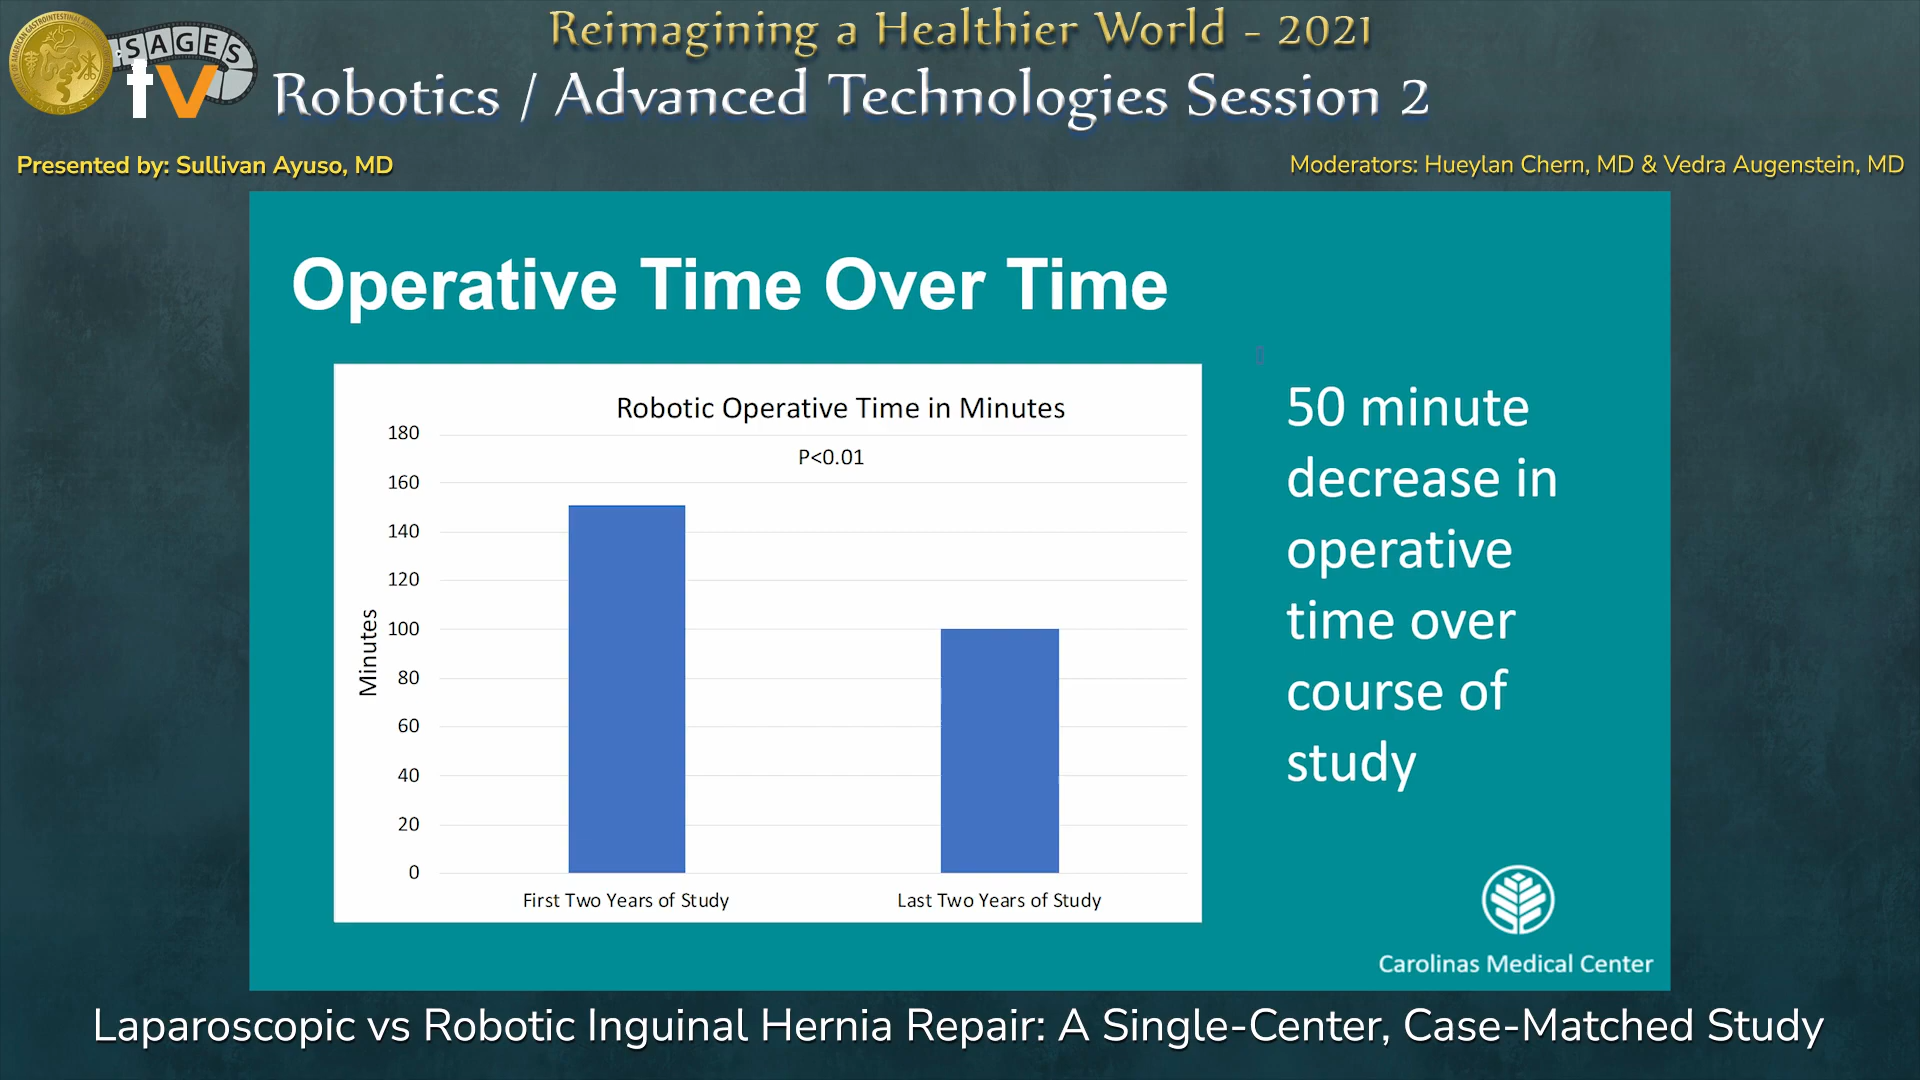 Reimagining a Healthier World - 2021
SAGES
tv
Robotics / Advanced Technologies Session 2
Presented by: Sullivan Ayuso, MD
Moderators: Hueylan Chern, MD & Vedra Augenstein, MD
Operative Time Over Time
Robotic Operative Time in Minutes
P<0.01
180
160
140
120
100
80
60
40
20
0
Minutes
First Two Years of Study
Last Two Years of Study
50 minute
decrease in
operative
time over
course of
study
Carolinas Medical Center
Laparoscopic vs Robotic Inguinal Hernia Repair: A Single-Center, Case-Matched Study